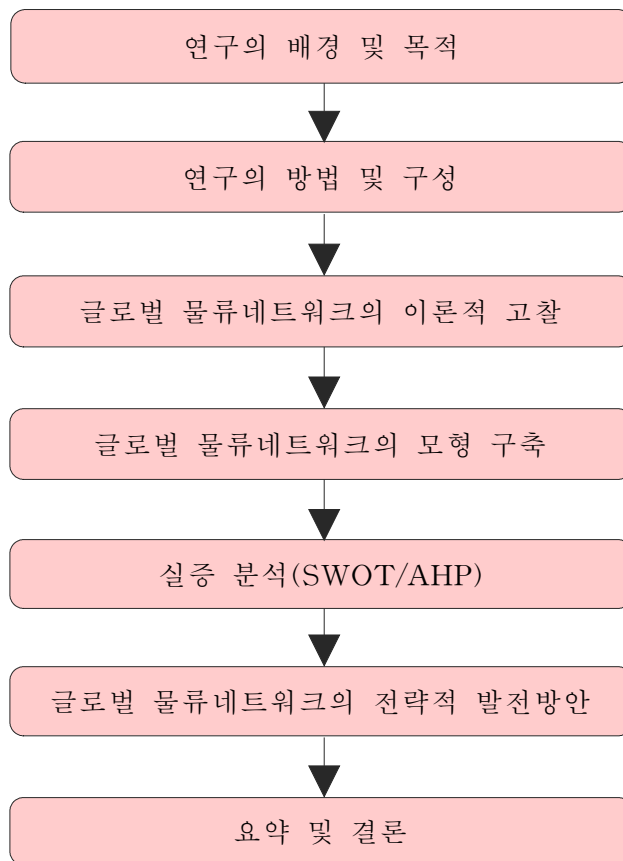 연구의 배경 및 목적
연구의 방법 및 구성
글로벌 물류네트워크의 이론적 고찰
글로벌 물류네트워크의 모형 구축
실증 분석(SWOT/AHP)
글로벌 물류네트워크의 전략적 발전방안
요약 및 결론